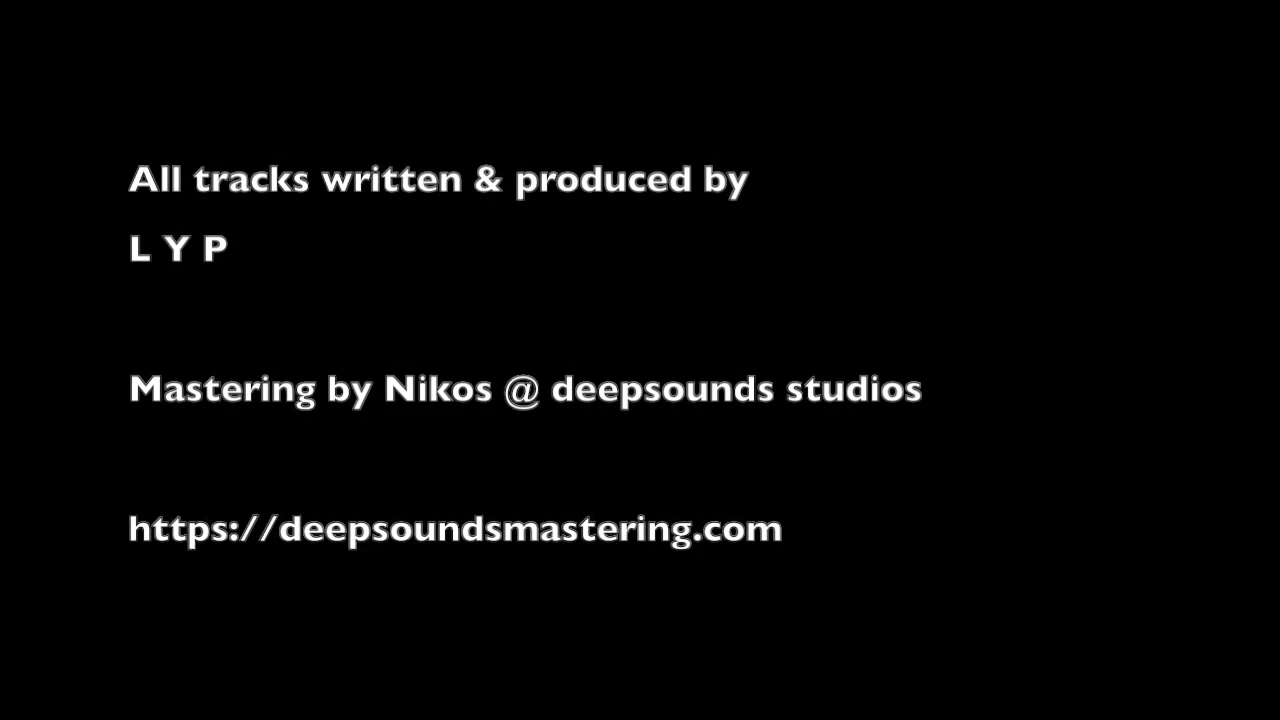 All tracks written & produced by
L Y P
Mastering by Nikos @ deepsounds studios
https://deepsoundsmastering.com